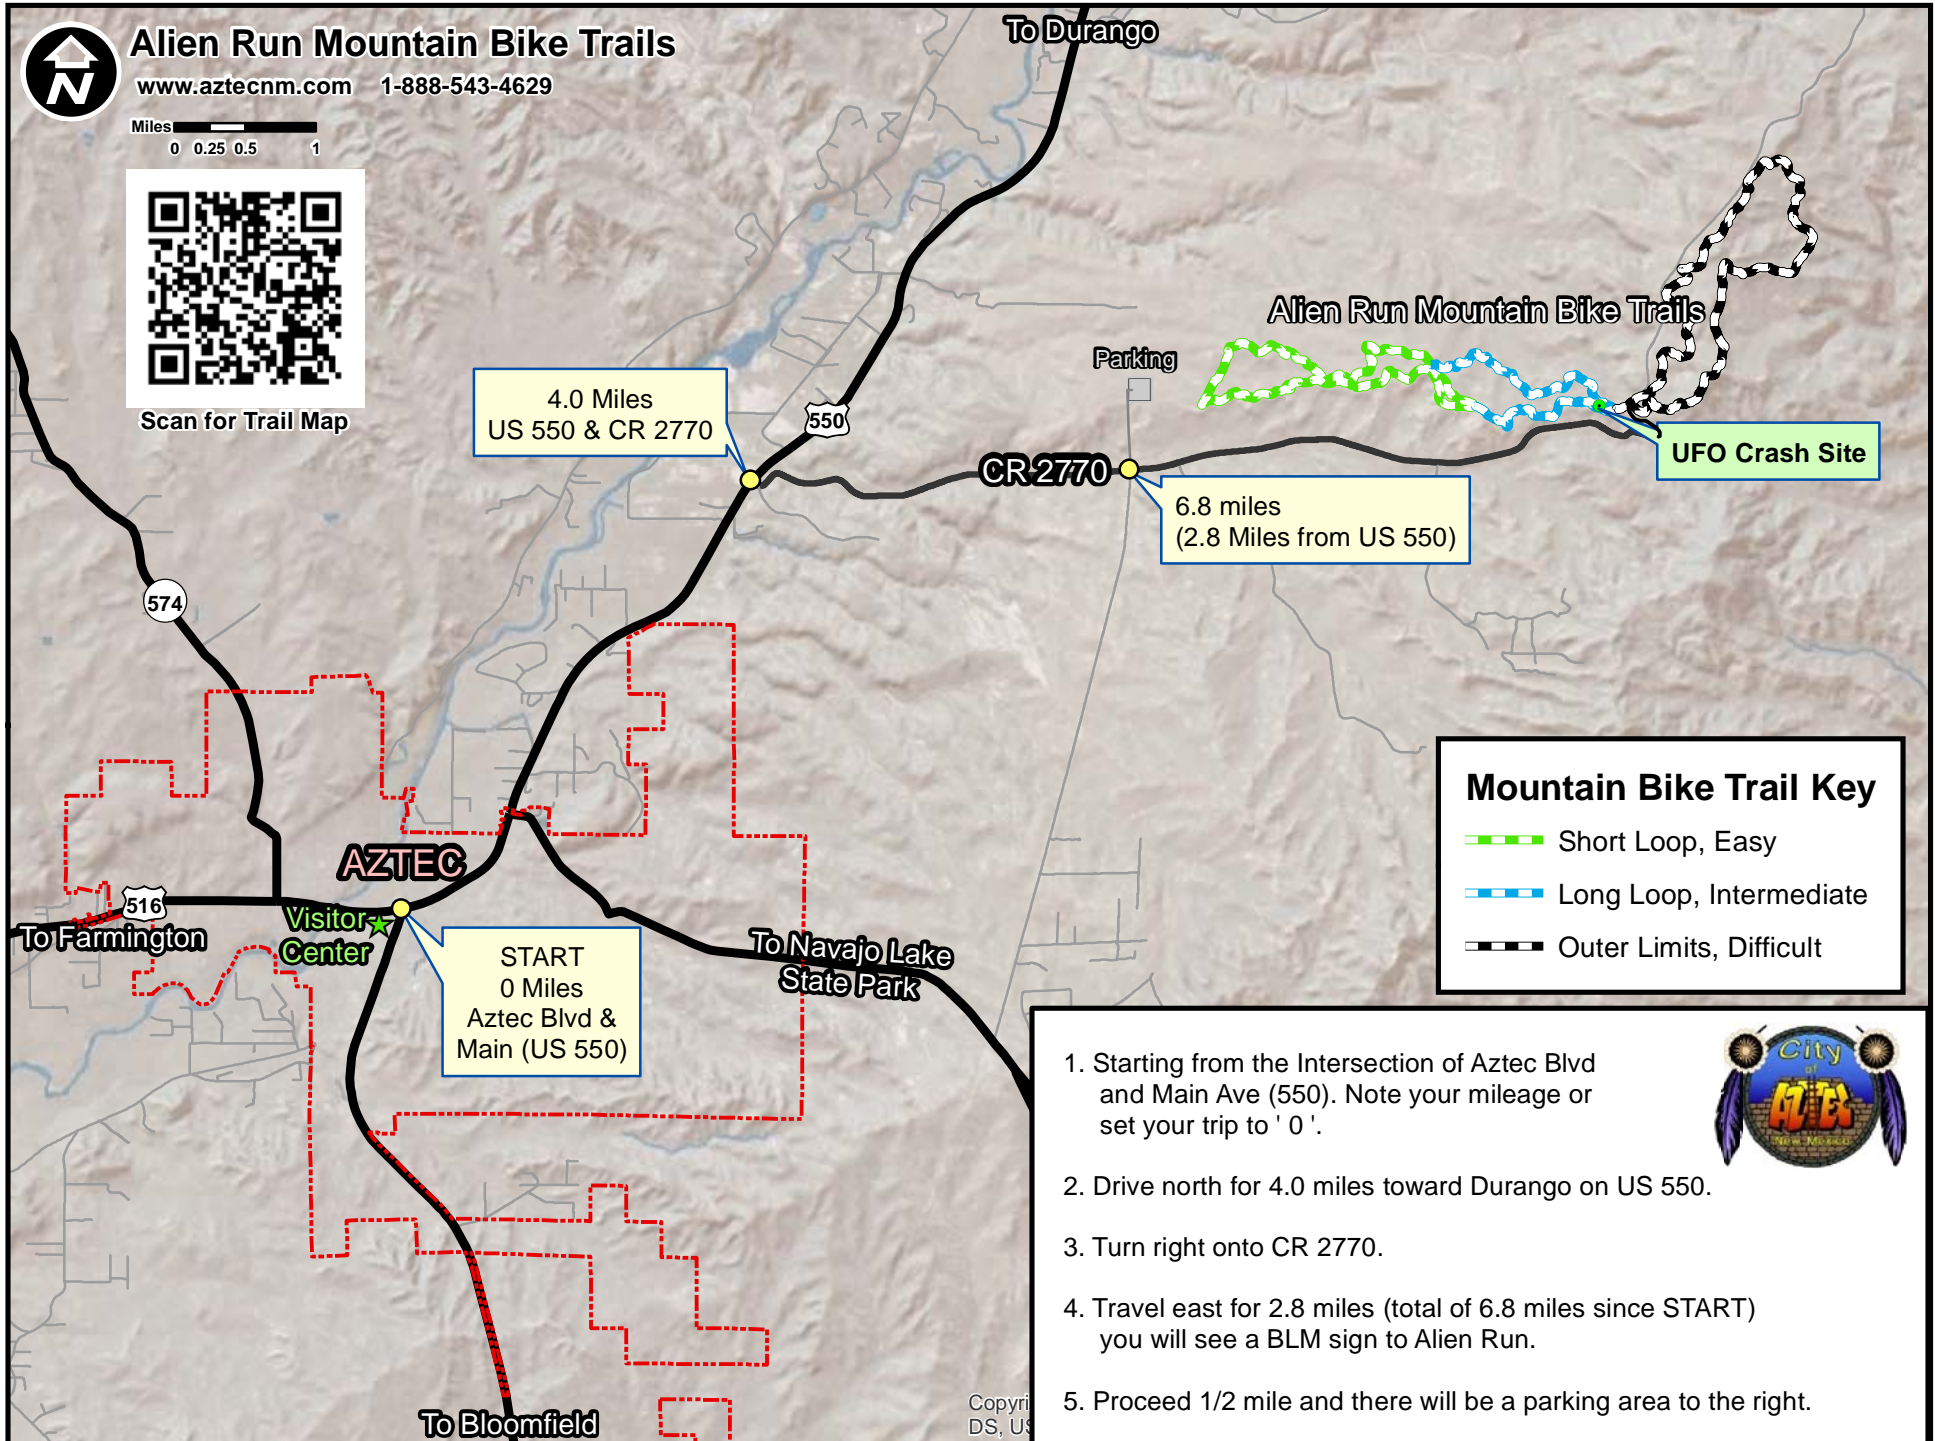 Alien Run Mountain Bike Trails
www.aztecnm.com 1-888-543-4629
Miles
0 0.25 0.5 1
Scan for Trail Map
To Durango
4.0 Miles
US 550 & CR 2770
550
CR 2770
Parking
Alien Run Mountain Bike Trails
UFO Crash Site
6.8 miles
(2.8 Miles from US 550)
574
AZTEC
516
To Farmington
Visitor
Center
START
0 Miles
Aztec Blvd &
Main (US 550)
To Navajo Lake
State Park
To Bloomfield
Mountain Bike Trail Key
Short Loop, Easy
Long Loop, Intermediate
Outer Limits, Difficult
City
of
AZTEC
New Mexico
1. Starting from the Intersection of Aztec Blvd
and Main Ave (550). Note your mileage or
set your trip to ' 0 '.
2. Drive north for 4.0 miles toward Durango on US 550.
3. Turn right onto CR 2770.
4. Travel east for 2.8 miles (total of 6.8 miles since START)
you will see a BLM sign to Alien Run.
5. Proceed 1/2 mile and there will be a parking area to the right.
Copyri
DS, US